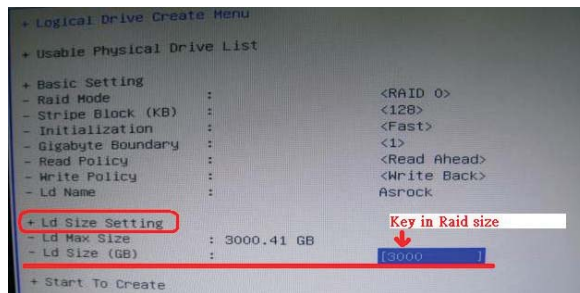 + Logical Drive Create Menu
+ Usable Physical Drive List
+ Basic Setting
- Raid Mode : <RAID 0>
- Stripe Block (KB) : <128>
- Initialization : <Fast>
- Gigabyte Boundary : <1>
- Read Policy : <Read Ahead>
- Write Policy : <Write Back>
- Ld Name : Asrock
+ Ld Size Setting
Key in Raid size
- Ld Max Size : 3000.41 GB
- Ld Size (GB) : [3000 ]
+ Start To Create